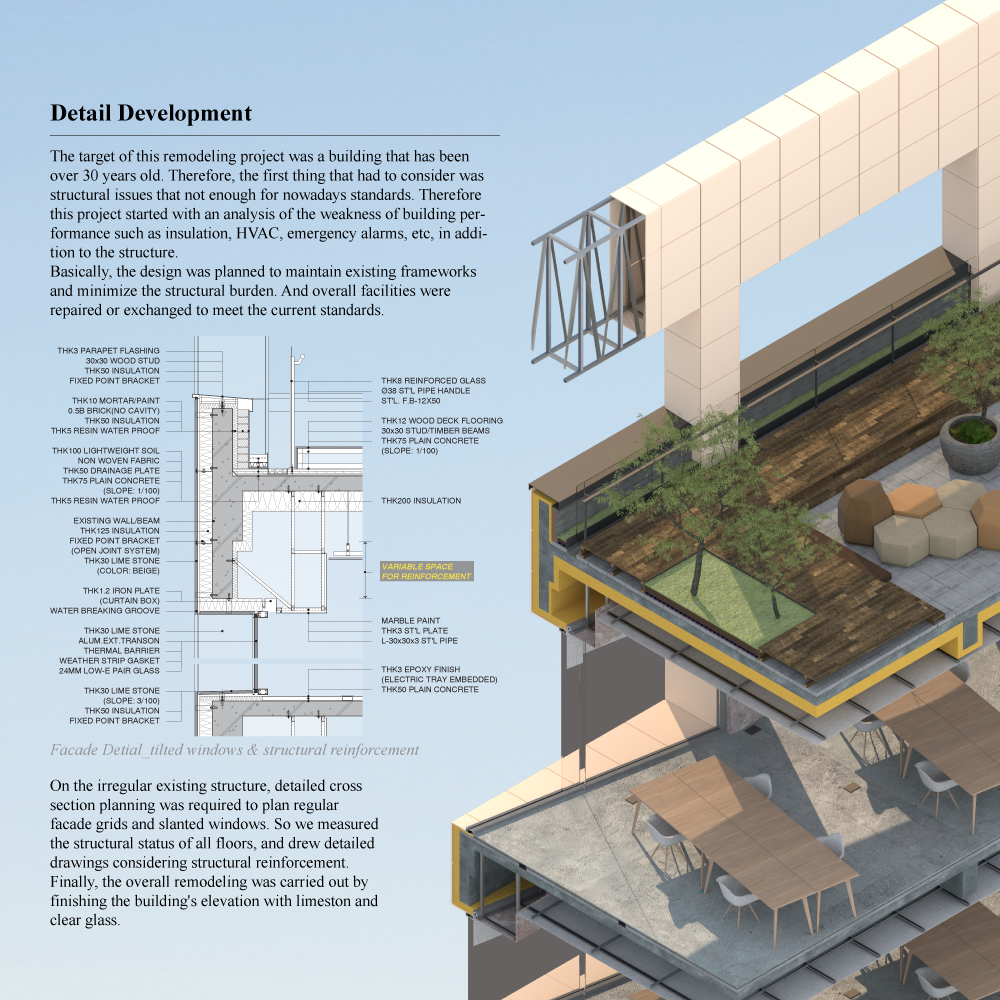 Detail Development
The target of this remodeling project was a building that has been
over 30 years old. Therefore, the first thing that had to consider was
structural issues that not enough for nowadays standards. Therefore
this project started with an analysis of the weakness of building per-
formance such as insulation, HVAC, emergency alarms, etc, in addi-
tion to the structure.
Basically, the design was planned to maintain existing frameworks
and minimize the structural burden. And overall facilities were
repaired or exchanged to meet the current standards.
THK3 PARAPET FLASHING
30x30 WOOD STUD
THK50 INSULATION
FIXED POINT BRACKET
THK10 MORTAR/PAINT
0.5B BRICK(NO CAVITY)
THK50 INSULATION
THK5 RESIN WATER PROOF
THK100 LIGHTWEIGHT SOIL
NON WOVEN FABRIC
THK50 DRAINAGE PLATE
THK75 PLAIN CONCRETE
(SLOPE: 1/100)
THK5 RESIN WATER PROOF
EXISTING WALL/BEAM
THK125 INSULATION
FIXED POINT BRACKET
(OPEN JOINT SYSTEM)
THK30 LIME STONE
(COLOR: BEIGE)
THK1.2 IRON PLATE
(CURTAIN BOX)
WATER BREAKING GROOVE
THK30 LIME STONE
ALUM.EXT.TRANSON
THERMAL BARRIER
WEATHER STRIP GASKET
24MM LOW-E PAIR GLASS
THK30 LIME STONE
(SLOPE: 3/100)
THK50 INSULATION
FIXED POINT BRACKET
THK8 REINFORCED GLASS
Ø38 ST'L PIPE HANDLE
ST'L. F.B-12X50
THK12 WOOD DECK FLOORING
30x30 STUD/TIMBER BEAMS
THK75 PLAIN CONCRETE
(SLOPE: 1/100)
THK200 INSULATION
VARIABLE SPACE
FOR REINFORCEMENT
MARBLE PAINT
THK3 ST'L PLATE
L-30x30x3 ST'L PIPE
THK3 EPOXY FINISH
(ELECTRIC TRAY EMBEDDED)
THK50 PLAIN CONCRETE
Facade Detial_tilted windows & structural reinforcement
On the irregular existing structure, detailed cross
section planning was required to plan regular
facade grids and slanted windows. So we measured
the structural status of all floors, and drew detailed
drawings considering structural reinforcement.
Finally, the overall remodeling was carried out by
finishing the building's elevation with limeston and
clear glass.